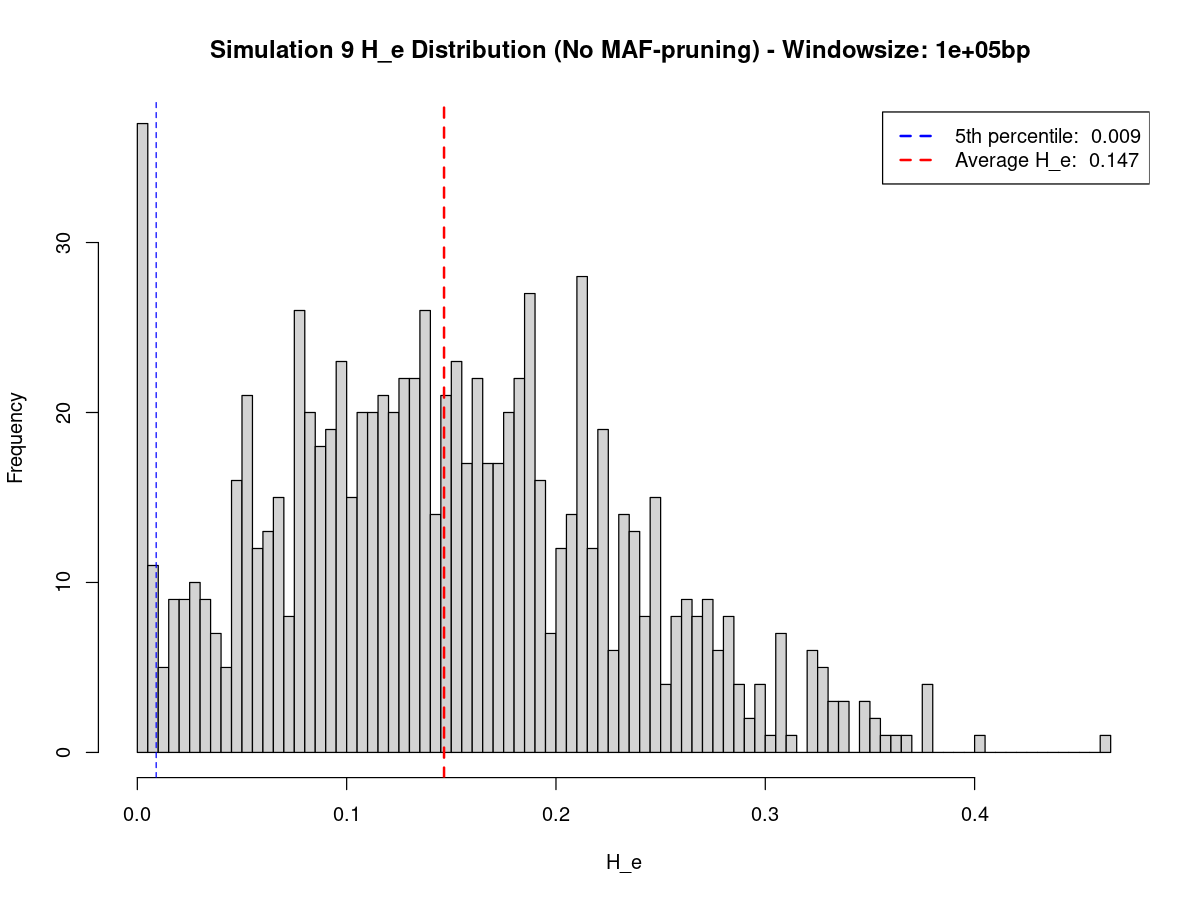 Simulation 9 H_e Distribution (No MAF-pruning) - Windowsize: 1e+05bp
5th percentile: 0.009
Average H_e: 0.147
Frequency
30
20
10
0
0.0 0.1 0.2 0.3 0.4
H_e